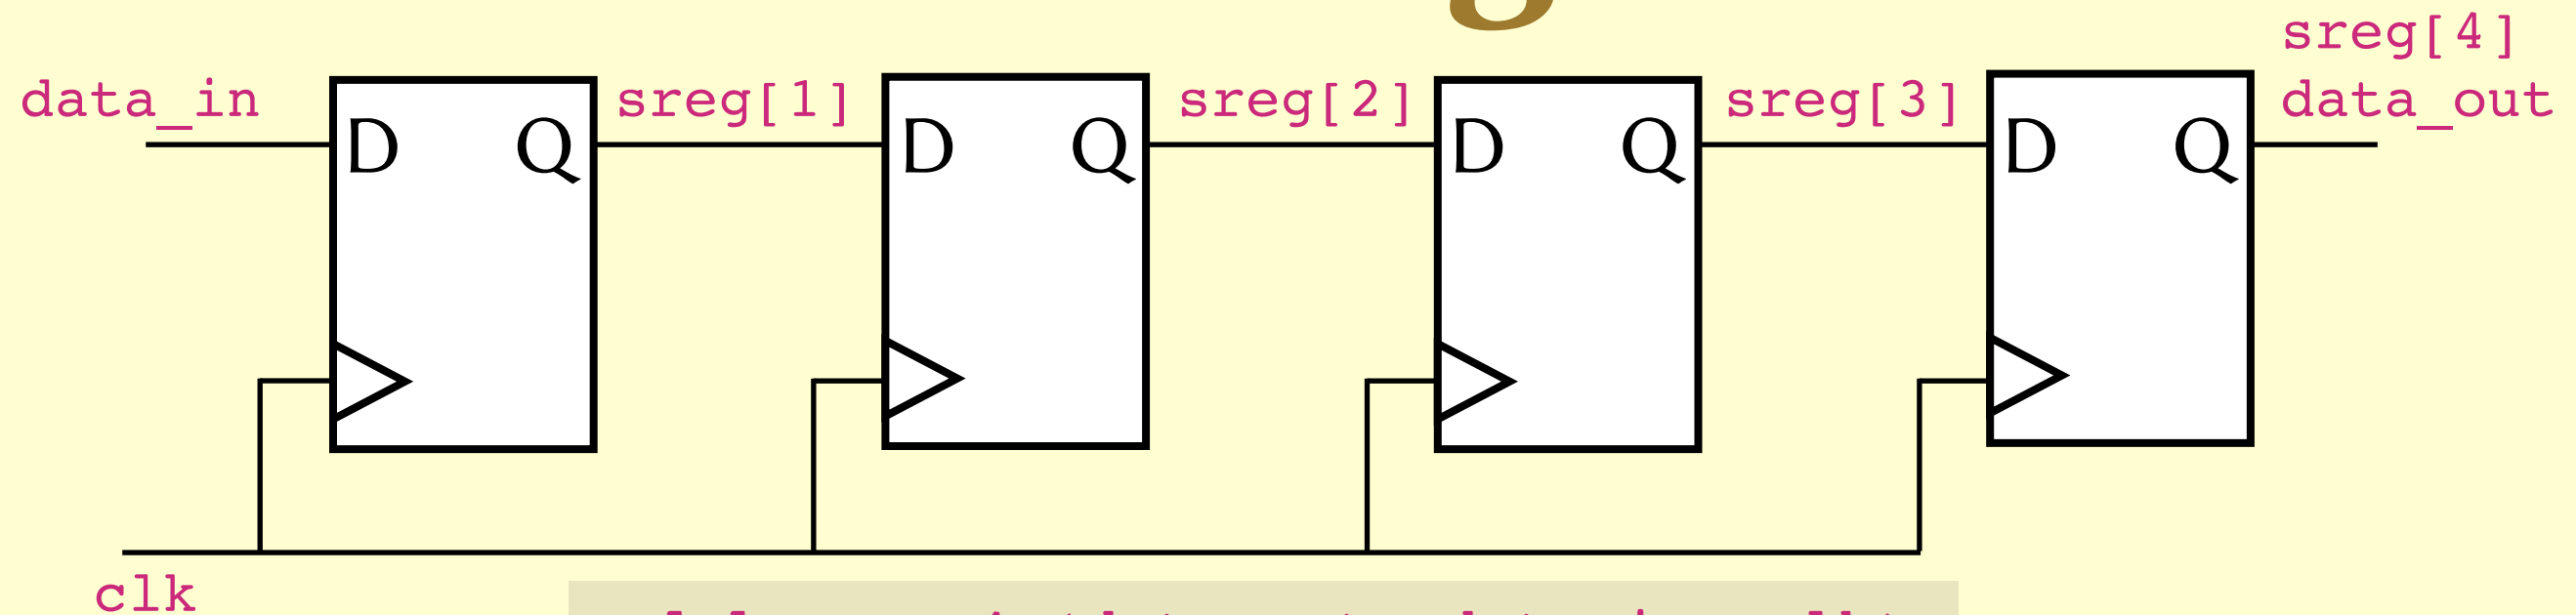 sreg[4]
data_in sreg[1] sreg[2] sreg[3] data_out
D Q D Q D Q D Q
clk